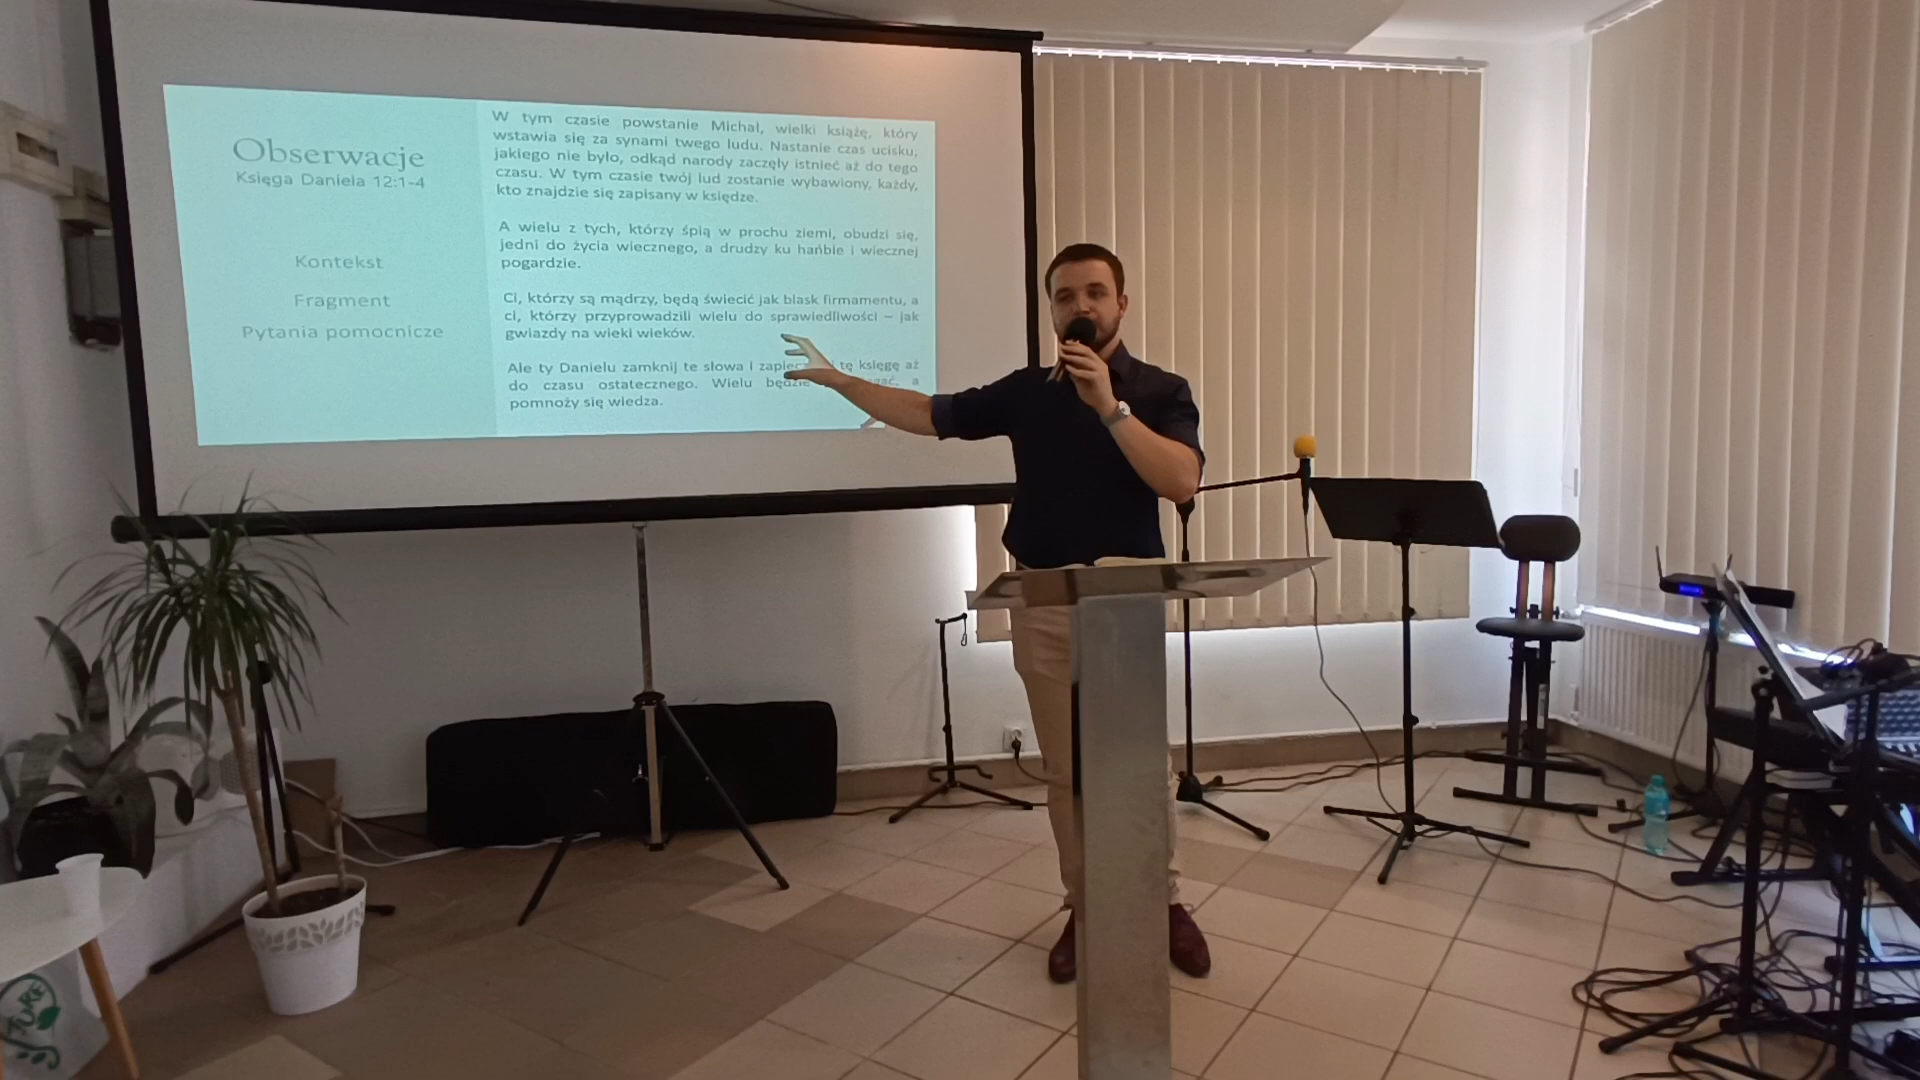 Obserwacje
Księga Daniela 12:1-4
Kontekst
Fragment
Pytania pomocnicze
W tym czasie powstanie Michał, wielki książę, który
wstawia się za synami twego ludu. Nastanie czas ucisku,
jakiego nie było, odkąd narody zaczęły istnieć aż do tego
czasu. W tym czasie twój lud zostanie wybawiony, każdy,
kto znajdzie się zapisany w księdze.
A wielu z tych, którzy śpią w prochu ziemi, obudzi się,
jedni do życia wiecznego, a drudzy ku hańbie i wiecznej
pogardzie.
Ci, którzy są mądrzy, będą świecić jak blask firmamentu, a
ci, którzy przyprowadzili wielu do sprawiedliwości – jak
gwiazdy na wieki wieków.
Ale ty Danielu zamknij te słowa i tę księgę aż
do czasu ostatecznego. Wielu będzie a
pomnoży się wiedza.